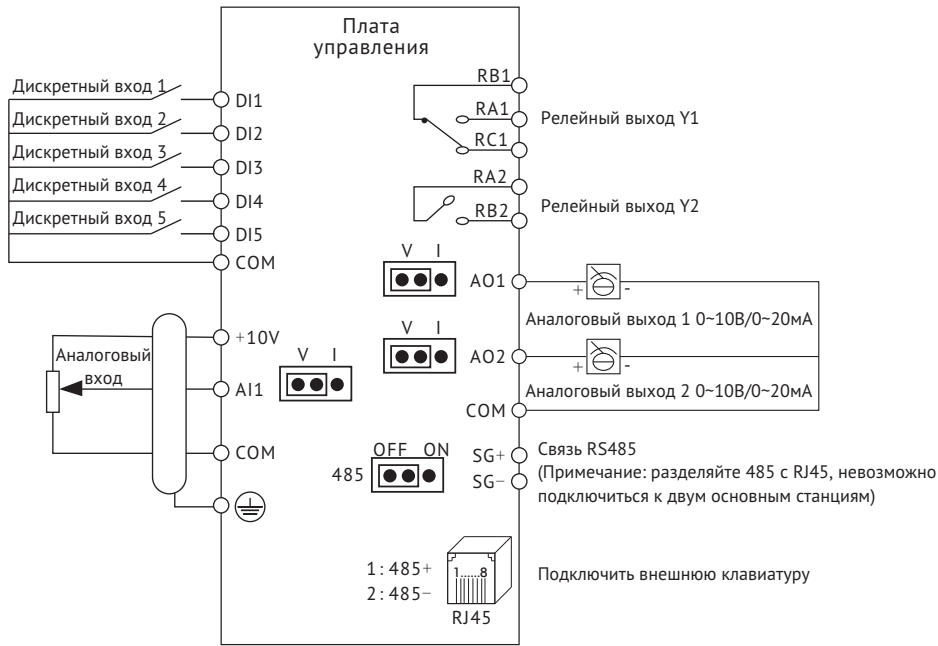 Плата
управления
Дискретный вход 1
DI1
Дискретный вход 2
DI2
Дискретный вход 3
DI3
Дискретный вход 4
DI4
Дискретный вход 5
DI5
COM
RB1
RA1
RC1
Релейный выход Y1
RA2
RB2
Релейный выход Y2
V I
AO1
+ -
Аналоговый выход 1 0~10В/0~20мА
V I
AO2
+ -
Аналоговый выход 2 0~10В/0~20мА
COM
+10V
Аналоговый
вход
V I
AI1
COM
OFF ON
485
SG+
SG−
Связь RS485
(Примечание: разделяйте 485 с RJ45, невозможно
подключиться к двум основным станциям)
1:485+
2:485−
1......8
RJ45
Подключить внешнюю клавиатуру